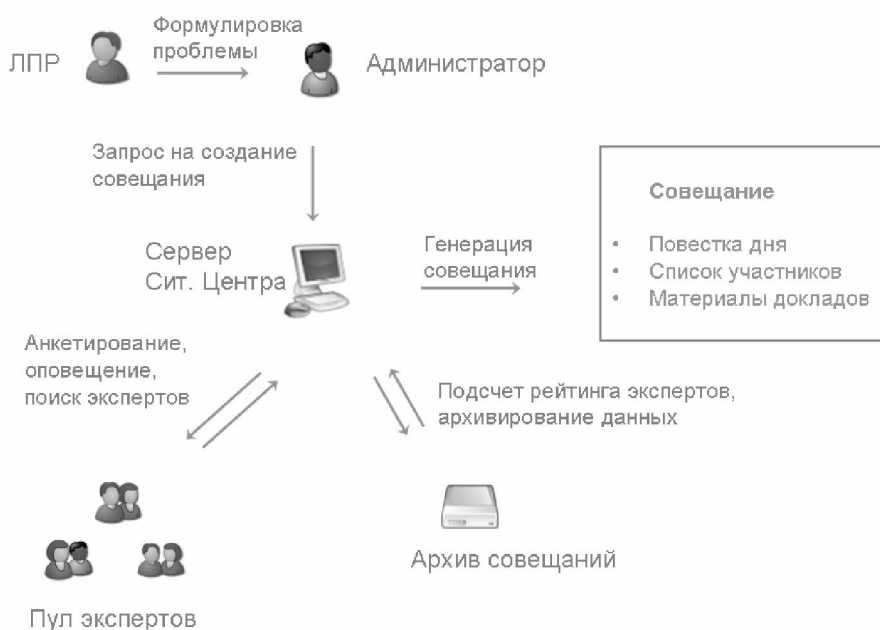 Формулировка
проблемы
ЛПР
Администратор
Запрос на создание
совещания
Совещание
• Повестка дня
• Список участников
• Материалы докладов
Сервер
Сит. Центра
Генерация
совещания
Анкетирование,
оповещение,
поиск экспертов
Подсчет рейтинга экспертов,
архивирование данных
Архив совещаний
Пул экспертов